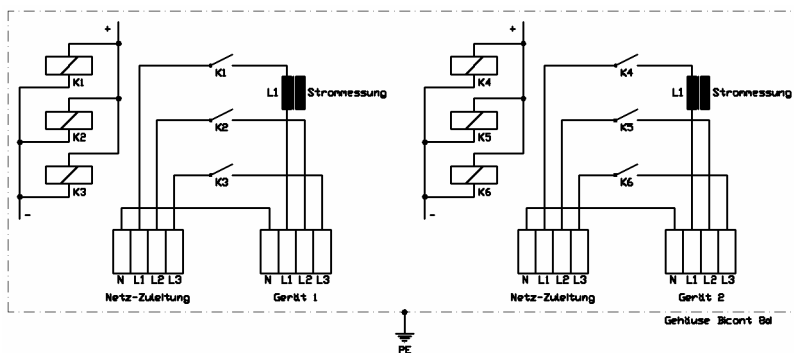 +
K1
K2
K3
-
K1
K2
K3
L1
Strommessung
N L1 L2 L3
Netz-Zuleitung
N L1 L2 L3
Gerät 1
+
K4
K5
K6
-
K4
K5
K6
L1
Strommessung
N L1 L2 L3
Netz-Zuleitung
N L1 L2 L3
Gerät 2
Gehäuse Bicont 8d
PE